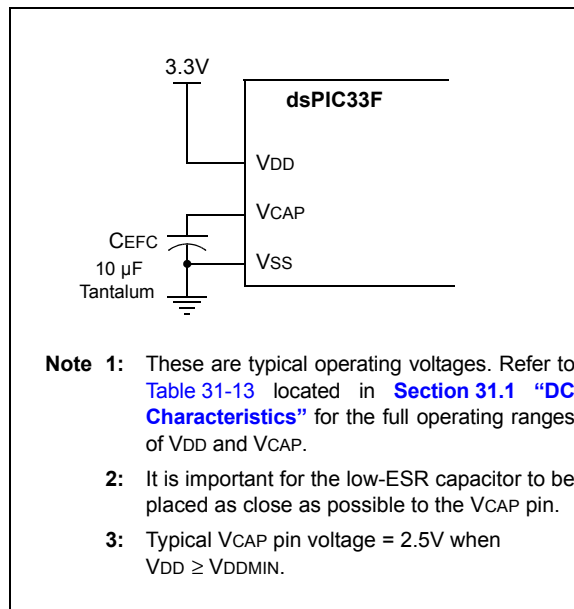 3.3V
dsPIC33F
VDD
VCAP
CEFC
VSS
10 µF
Tantalum
Note 1: These are typical operating voltages. Refer to
Table 31-13 located in Section 31.1 “DC
Characteristics” for the full operating ranges
of VDD and VCAP.
2: It is important for the low-ESR capacitor to be
placed as close as possible to the VCAP pin.
3: Typical VCAP pin voltage = 2.5V when
VDD ≥ VDDMIN.